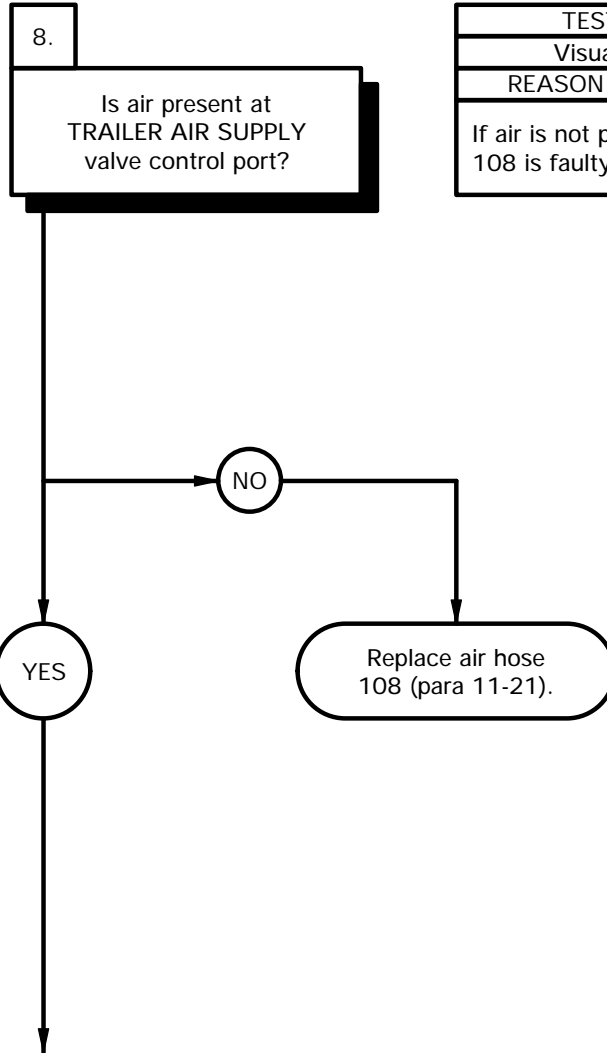 8.
Is air present at
TRAILER AIR SUPPLY
valve control port?
REASON
If air is not
108 is faulty
NO
YES
Replace air hose
108 (para 11-21).